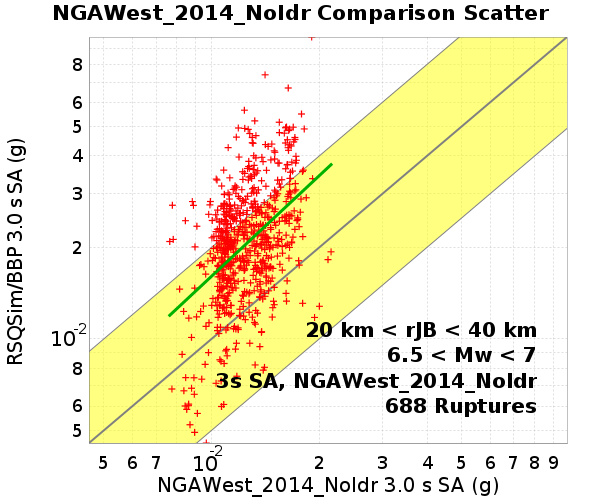 NGAWest_2014_NoIdr Comparison Scatter
RSQSim/BBP 3.0 s SA (g)
8
6
5
4
3
2
10-2
8
6
5
20 km < rJB < 40 km
6.5 < Mw < 7
3s SA, NGAWest_2014_NoIdr
688 Ruptures
5 6 7 10-2 2 3 4 5 6 7 8 9
NGAWest_2014_NoIdr 3.0 s SA (g)